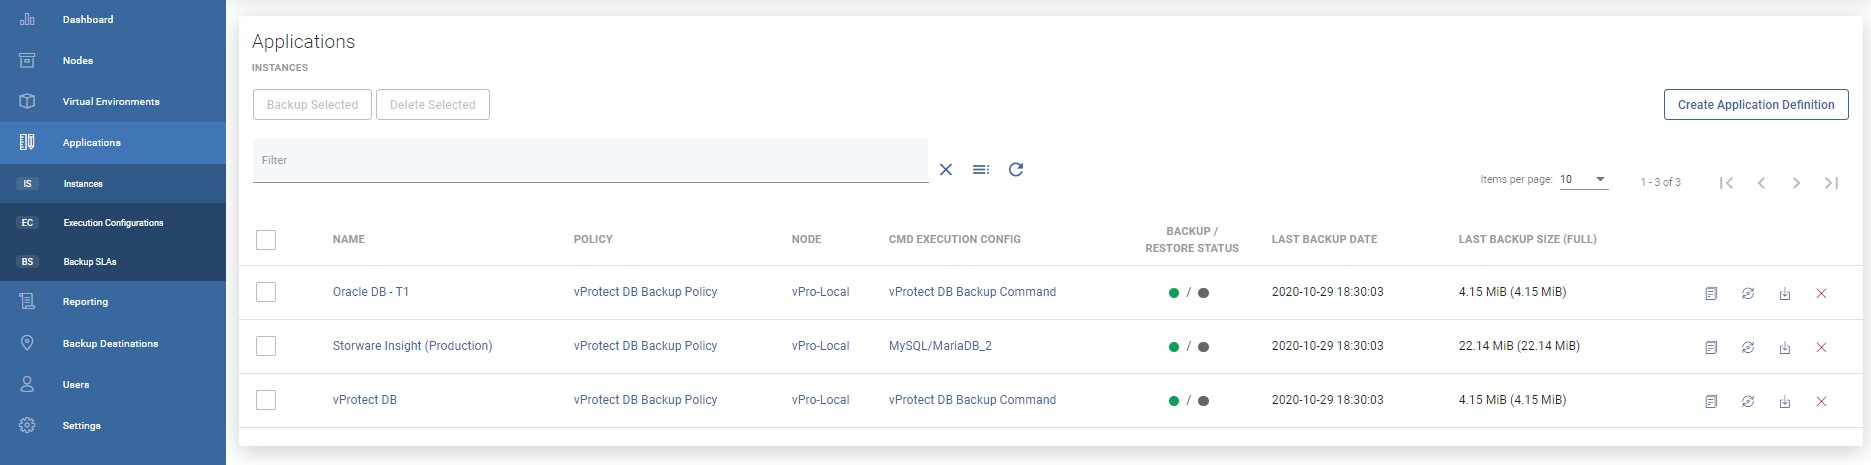 Dashboard
Nodes
Virtual Environments
Applications
IS Instances
EC Execution Configurations
BS Backup SLAs
Reporting
Backup Destinations
Users
Settings
Applications
INSTANCES
Backup Selected Delete Selected Create Application Definition
Filter
Items per page: 10 1 - 3 of 3
NAME POLICY NODE CMD EXECUTION CONFIG BACKUP / RESTORE STATUS LAST BACKUP DATE LAST BACKUP SIZE (FULL)
Oracle DB - T1 vProtect DB Backup Policy vPro-Local vProtect DB Backup Command / 2020-10-29 18:30:03 4.15 MiB (4.15 MiB)
Storware Insight (Production) vProtect DB Backup Policy vPro-Local MySQL/MariaDB_2 / 2020-10-29 18:30:03 22.14 MiB (22.14 MiB)
vProtect DB vProtect DB Backup Policy vPro-Local vProtect DB Backup Command / 2020-10-29 18:30:03 4.15 MiB (4.15 MiB)